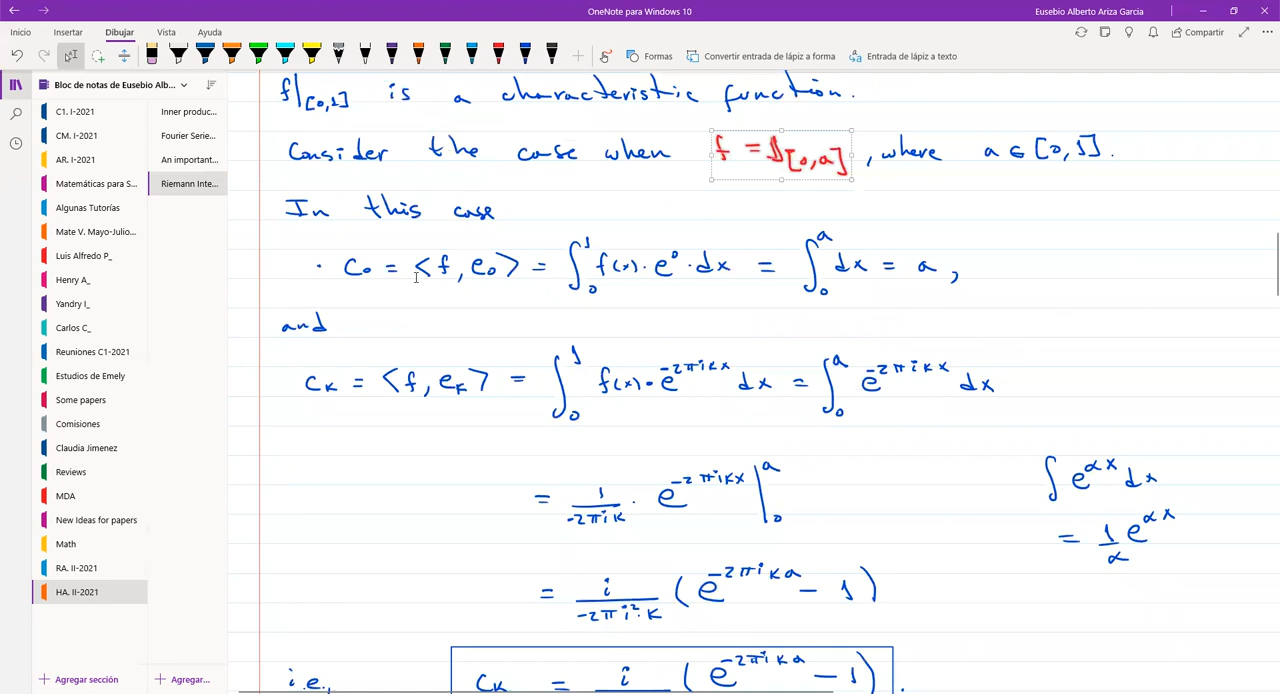 OneNote para Windows 10
Eusebio Alberto Ariza Garcia
Inicio Insertar Dibujar Vista Ayuda
Compartir
Formas Convertir entrada de lápiz a forma Entrada de lápiz a texto
Bloc de notas de Eusebio Alb...
C1. I-2021
CM. I-2021
AR. I-2021
Matemáticas para S...
Algunas Tutorías
Mate V. Mayo-Julio...
Luis Alfredo P_
Henry A_
Yandry I_
Carlos C_
Reuniones C1-2021
Estudios de Emely
Some papers
Comisiones
Claudia Jimenez
Reviews
MDA
New Ideas for papers
Math
RA. II-2021
HA. II-2021
Agregar sección
Inner produc...
Fourier Serie...
An important...
Riemann Inte...
Agregar...
f|[0,1] is a characteristic function.
Consider the case when f = 1[0,a], where a ∈ [0,1].
In this case
· c₀ = <f, e₀> = ∫₀¹ f(x)·e⁰·dx = ∫₀ᵃ dx = a,
and
cₖ = <f, eₖ> = ∫₀¹ f(x)·e^(-2πikx) dx = ∫₀ᵃ e^(-2πikx) dx
= 1/(-2πik) · e^(-2πikx) |₀ᵃ
∫ e^(αx) dx
= 1/α e^(αx)
= i/(-2πi²·k) (e^(-2πika) - 1)
i.e., cₖ = i (e^(-2πika) - 1).